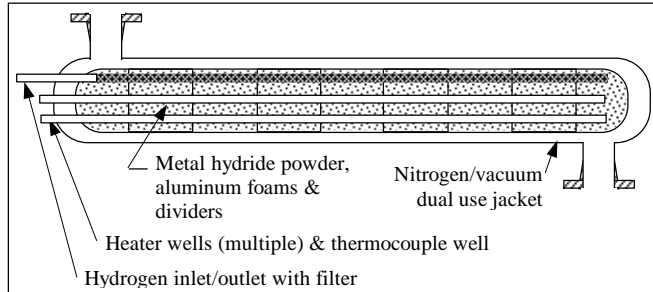 Metal hydride powder,
aluminum foams &
dividers
Nitrogen/vacuum
dual use jacket
Heater wells (multiple) & thermocouple well
Hydrogen inlet/outlet with filter